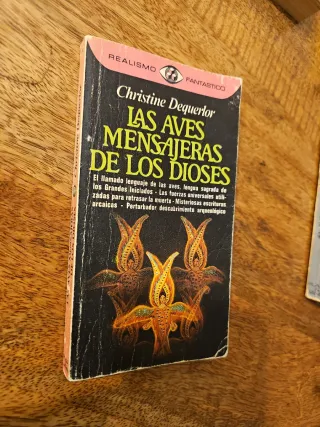 REALISMO FANTASTICO
Christine Dequerlor
LAS AVES
MENSAJERAS
DE LOS DIOSES
El llamado lenguaje de las aves, lengua sagrada de
los Grandes Iniciados - Las fuerzas universales utili-
zadas para retrasar la muerte - Misteriosas escrituras
arcaicas - Perturbador descubrimiento arqueológico